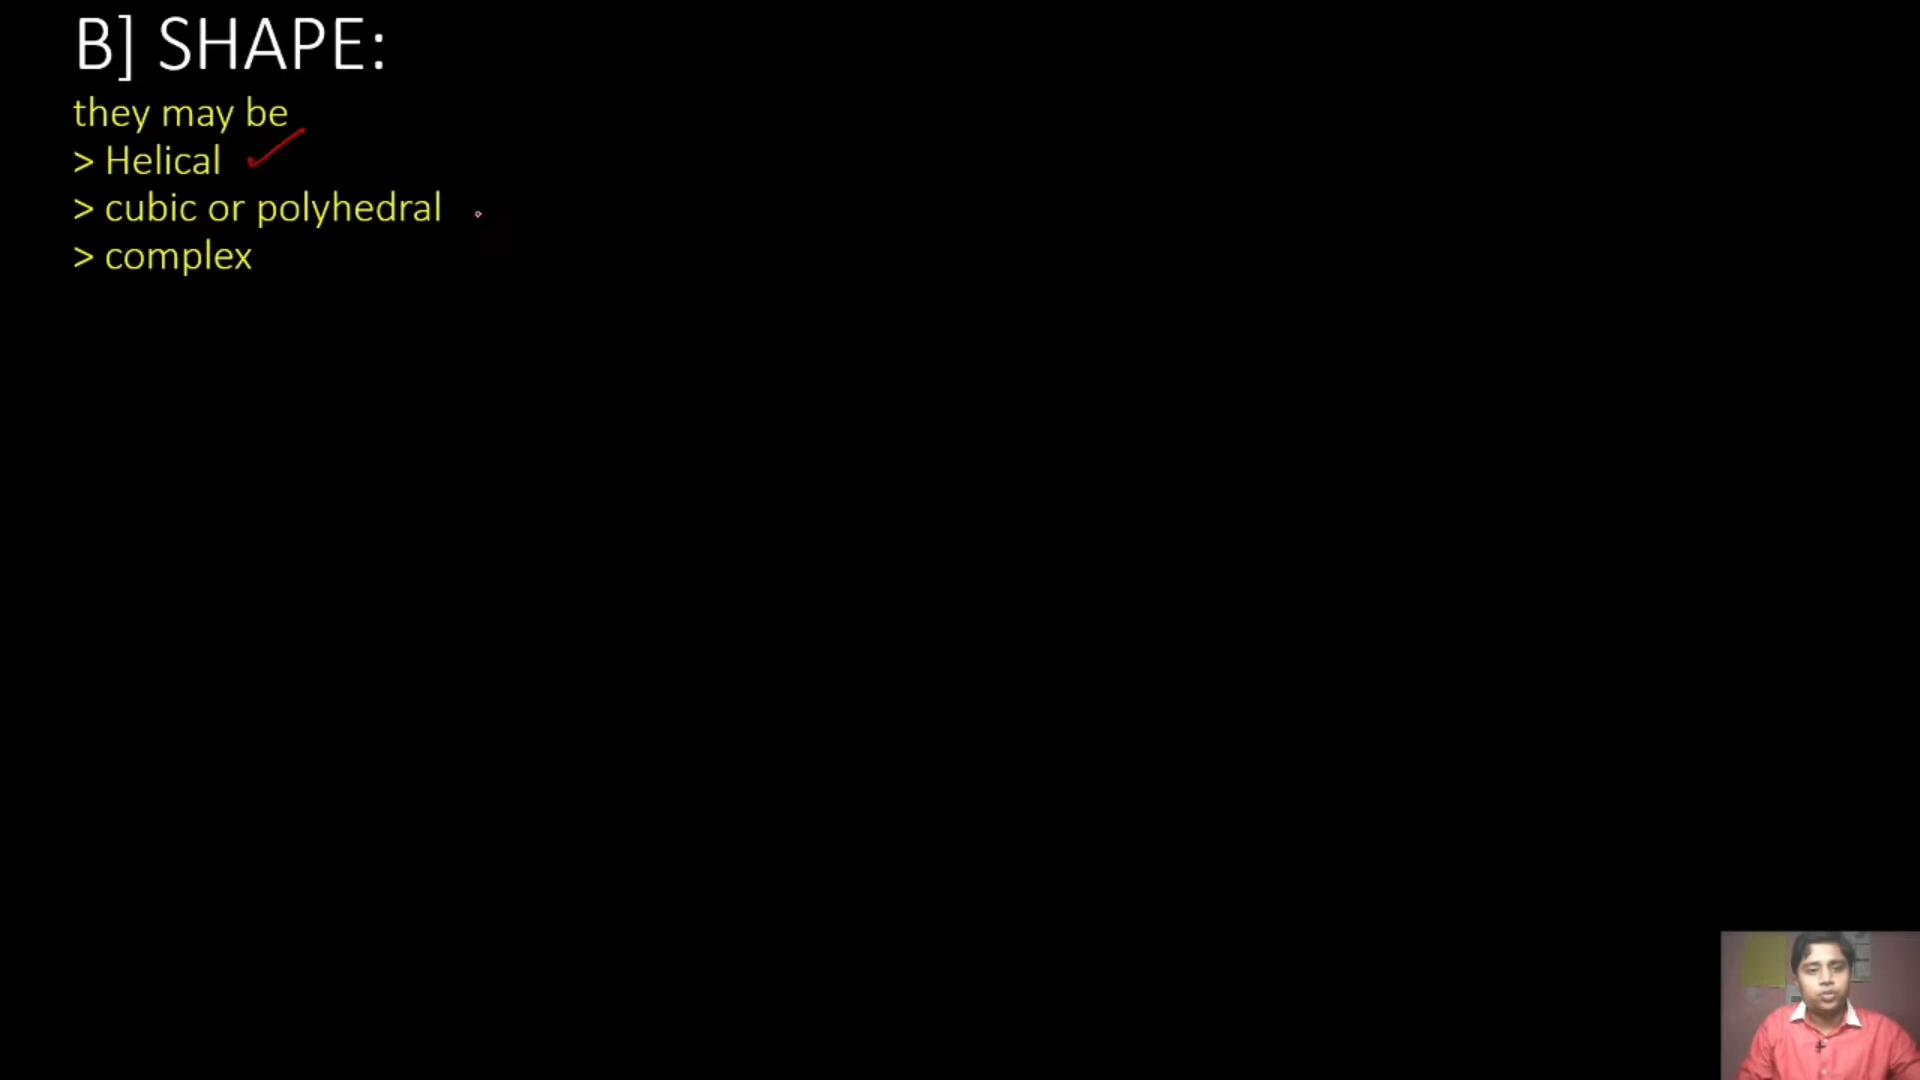 B] SHAPE:
they may be
> Helical
> cubic or polyhedral
> complex